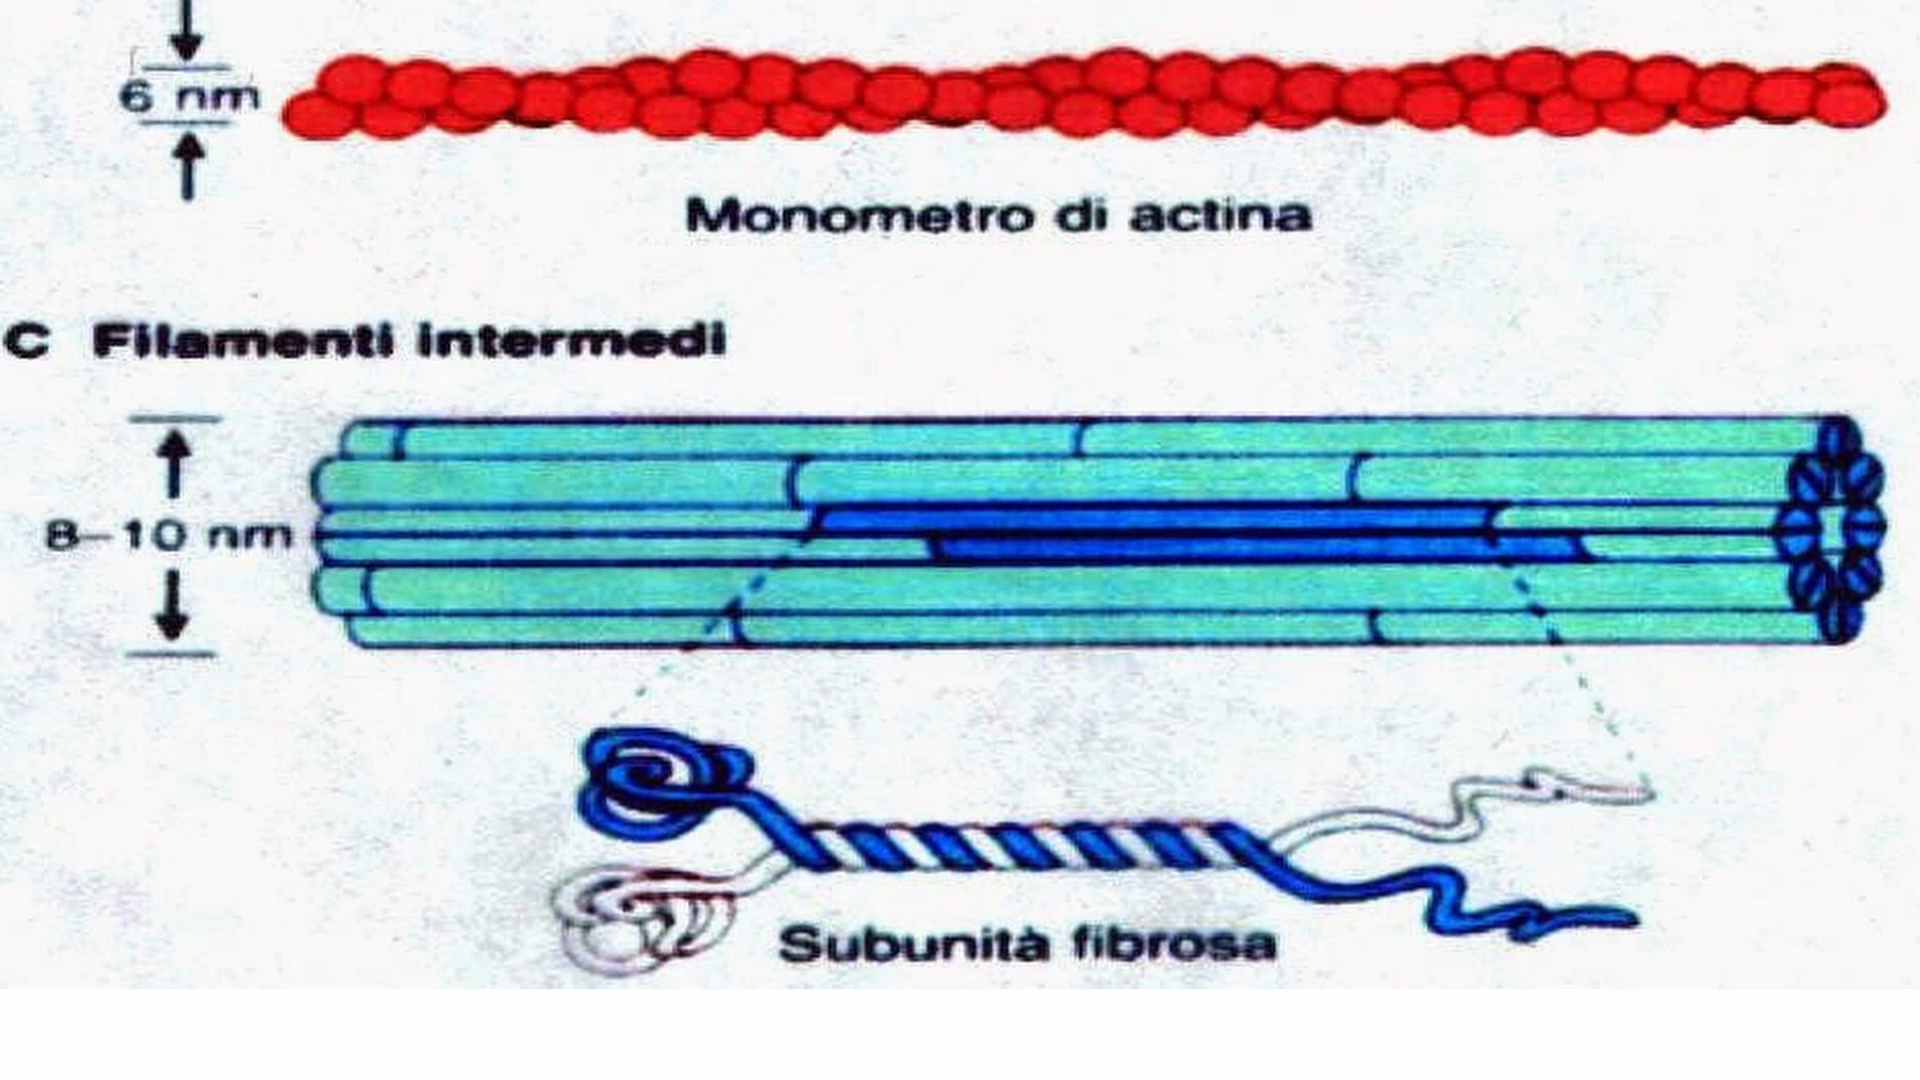 6 nm
Monometro di actina
C Filamenti intermedi
8–10 nm
Subunità fibrosa